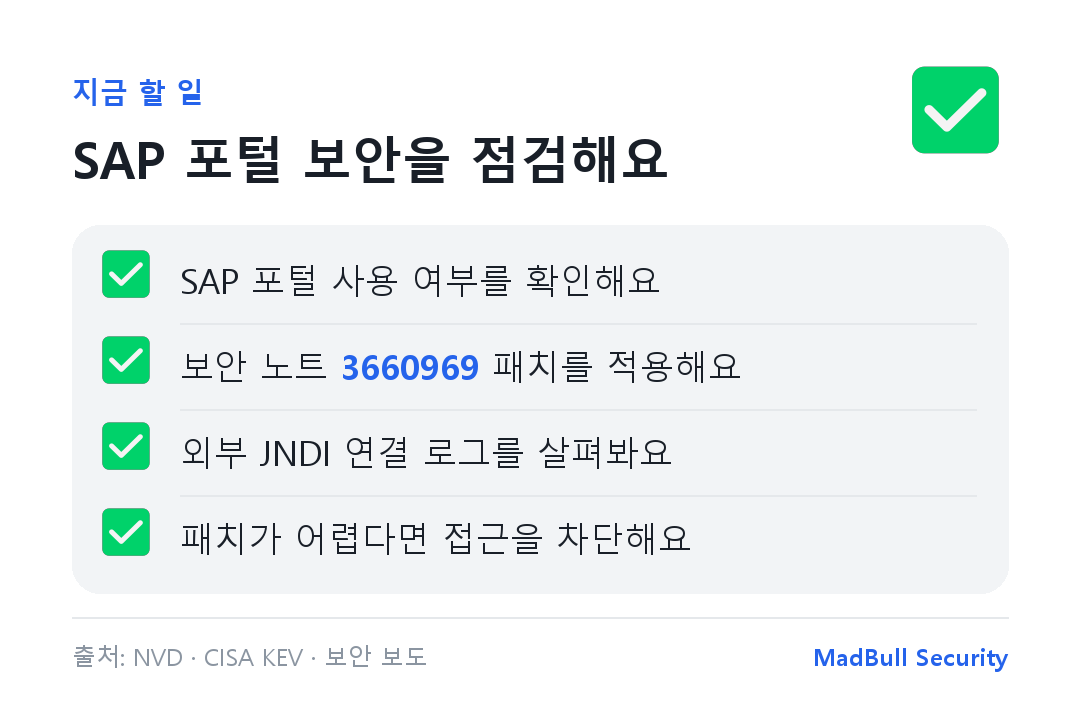 지금 할 일
SAP 포털 보안을 점검해요
SAP 포털 사용 여부를 확인해요
보안 노트 3660969 패치를 적용해요
외부 JNDI 연결 로그를 살펴봐요
패치가 어렵다면 접근을 차단해요
출처: NVD · CISA KEV · 보안 보도
MadBull Security